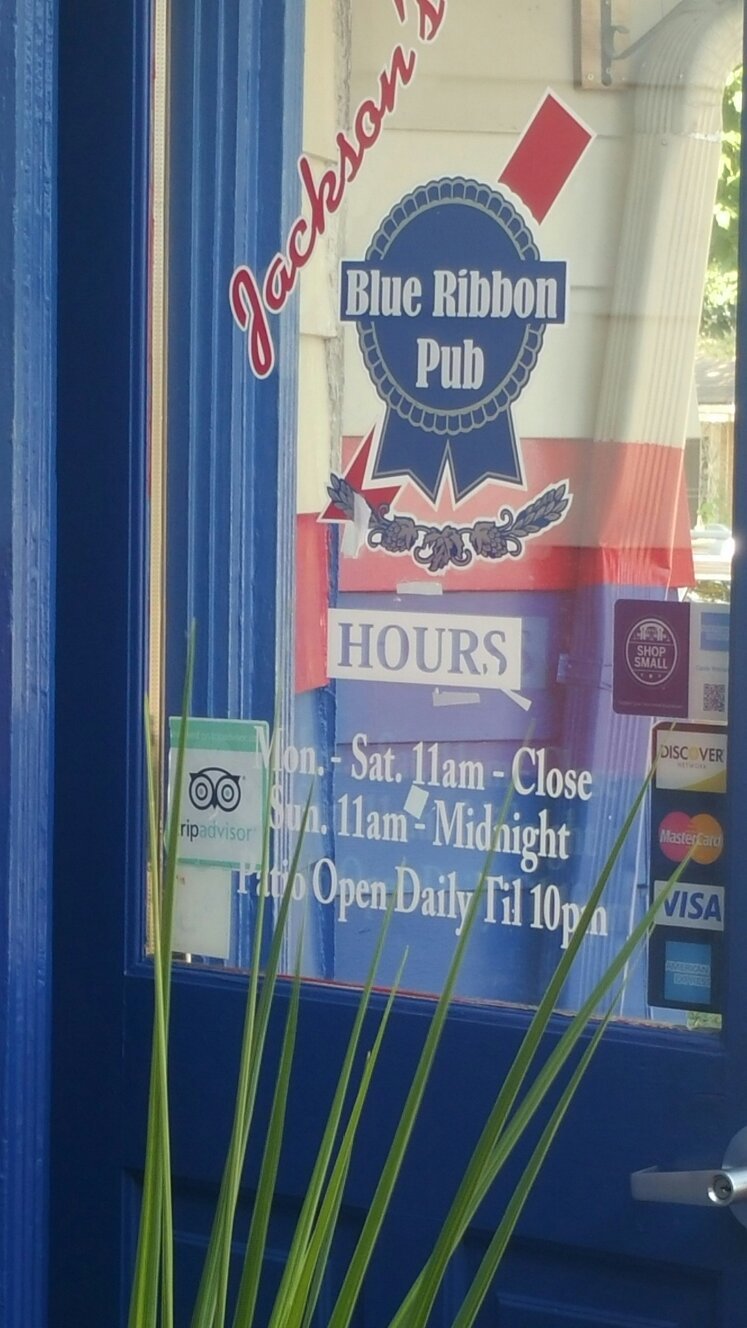 Jackson's
Blue Ribbon
Pub
HOURS
SHOP
SMALL
Mon. - Sat. 11am - Close
Sun. 11am - Midnight
Patio Open Daily Til 10pm
tripadvisor
DISCOVER
NETWORK
MasterCard
VISA
AMERICAN
EXPRESS